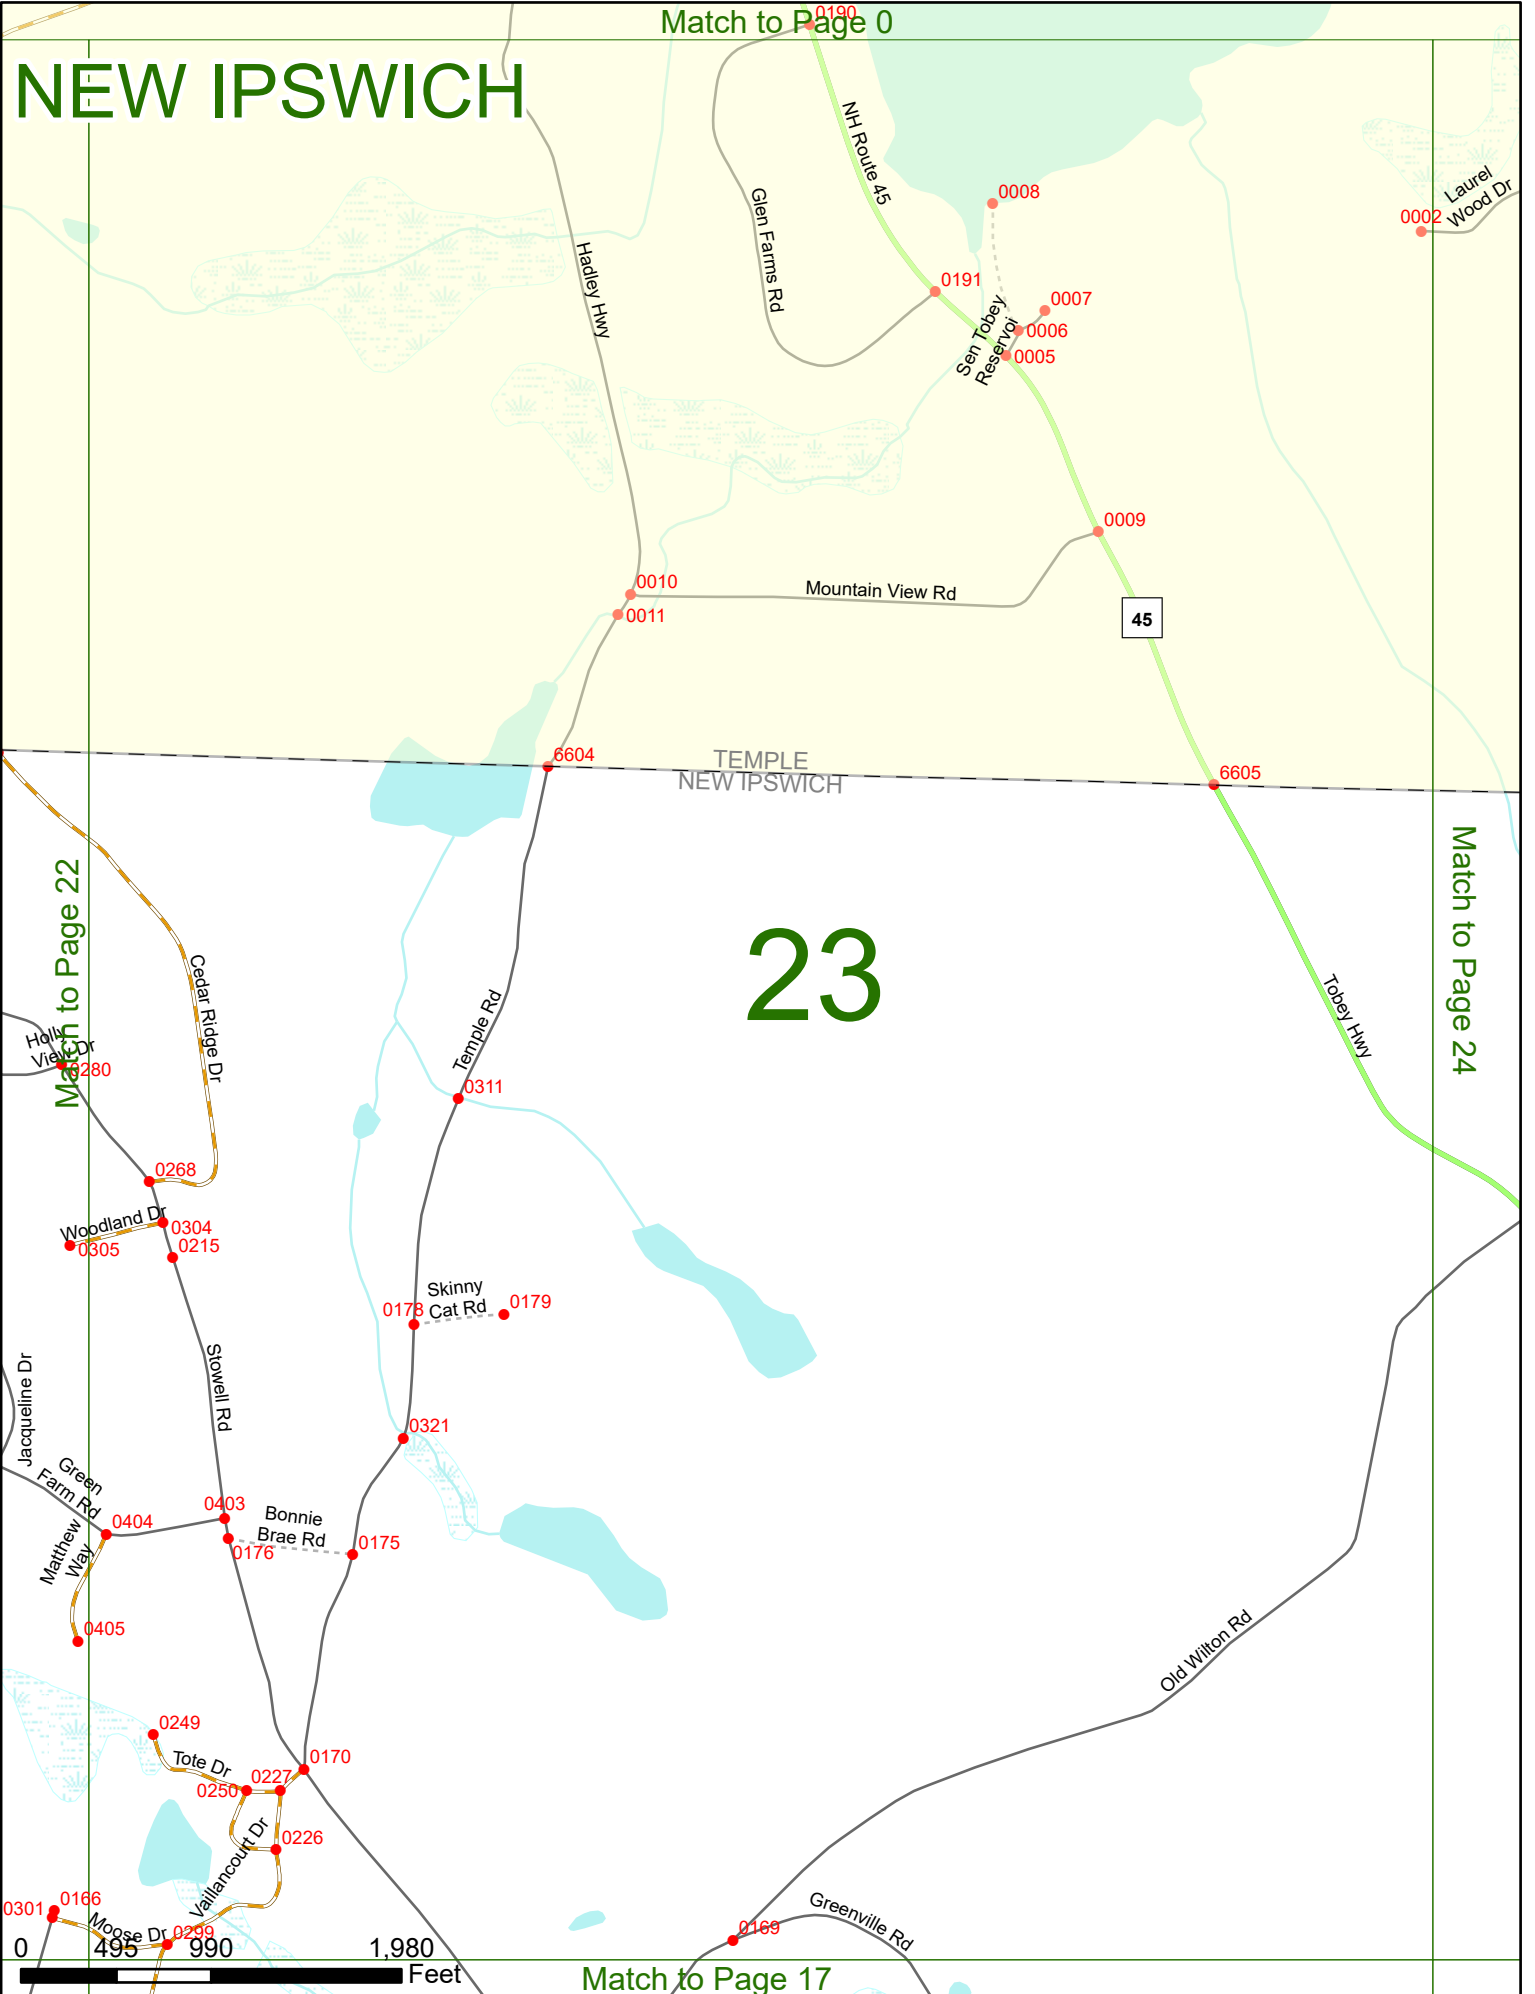 0190
Match to Page 0
NEW IPSWICH
NH Route 45
Glen Farms Rd
Hadley Hwy
0008
Laurel
Wood Dr
0002
0191
0007
0006
0005
Sen Tobey
Reservoi
0009
0010
0011
Mountain View Rd
45
6604
TEMPLE
NEW IPSWICH
6605
Match to Page 22
Match to Page 24
23
Cedar Ridge Dr
Temple Rd
Tobey Hwy
Holly
View Dr
0280
0311
0268
Woodland Dr
0304
0305
0215
Skinny
Cat Rd
0178
0179
Stowell Rd
Jacqueline Dr
0321
Green
Farm Rd
0403
0404
Bonnie
Brae Rd
0176
0175
Matthew
Way
0405
Old Wilton Rd
0249
Tote Dr
0170
0250
0227
0226
Vaillancourt Dr
0166
0301
Moose Dr
0299
0169
Greenville Rd
0 495 990 1,980
Feet
Match to Page 17